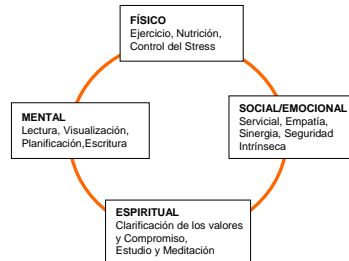 FÍSICO
Ejercicio, Nutrición,
Control del Stress
MENTAL
Lectura, Visualización,
Planificación,Escritura
SOCIAL/EMOCIONAL
Servicial, Empatía,
Sinergia, Seguridad
Intrínseca
ESPIRITUAL
Clarificación de los valores
y Compromiso,
Estudio y Meditación